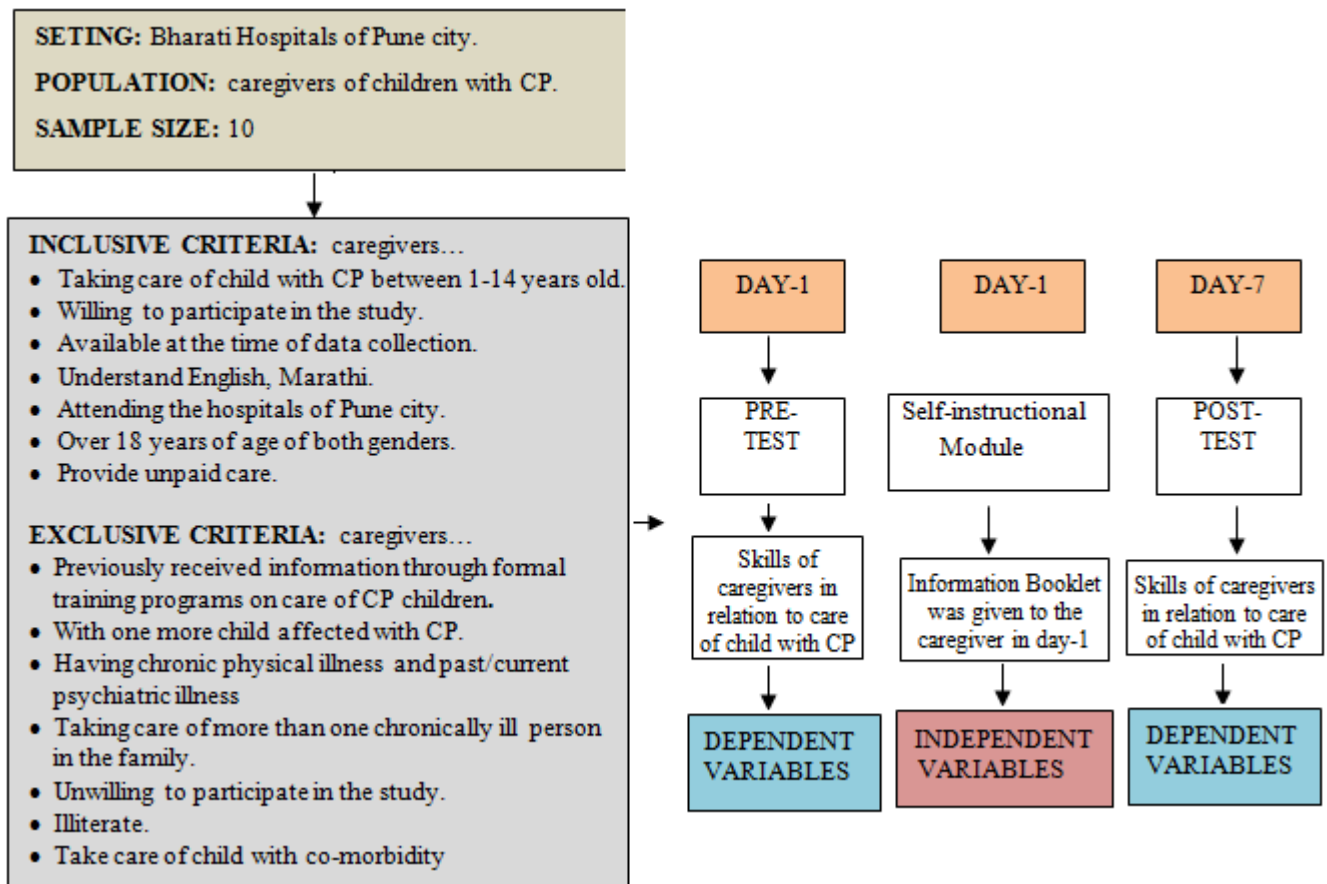 SETING: Bharati Hospitals of Pune city.
POPULATION: caregivers of children with CP.
SAMPLE SIZE: 10
INCLUSIVE CRITERIA: caregivers...
• Taking care of child with CP between 1-14 years old.
• Willing to participate in the study.
• Available at the time of data collection.
• Understand English, Marathi.
• Attending the hospitals of Pune city.
• Over 18 years of age of both genders.
• Provide unpaid care.
EXCLUSIVE CRITERIA: caregivers...
• Previously received information through formal
training programs on care of CP children.
• With one more child affected with CP.
• Having chronic physical illness and past/current
psychiatric illness
• Taking care of more than one chronically ill person
in the family.
• Unwilling to participate in the study.
• Illiterate.
• Take care of child with co-morbidity
DAY-1
PRE-
TEST
Skills of
caregivers in
relation to care
of child with CP
DEPENDENT
VARIABLES
DAY-1
Self-instructional
Module
Information Booklet
was given to the
caregiver in day-1
INDEPENDENT
VARIABLES
DAY-7
POST-
TEST
Skills of caregivers
in relation to care
of child with CP
DEPENDENT
VARIABLES